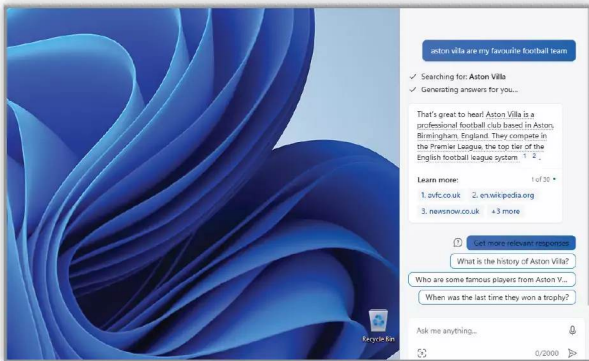 aston villa are my favourite football team
Searching for: Aston Villa
Generating answers for you...
That's great to hear! Aston Villa is a
professional football club based in Aston,
Birmingham, England. They compete in
the Premier League, the top tier of the
English football league system 1 2 .
Learn more:
1 of 20
1. avfc.co.uk 2. en.wikipedia.org
3. newsnow.co.uk +3 more
Get more relevant responses
What is the history of Aston Villa?
Who are some famous players from Aston V...
When was the last time they won a trophy?
Recycle Bin
Ask me anything...
0/2000